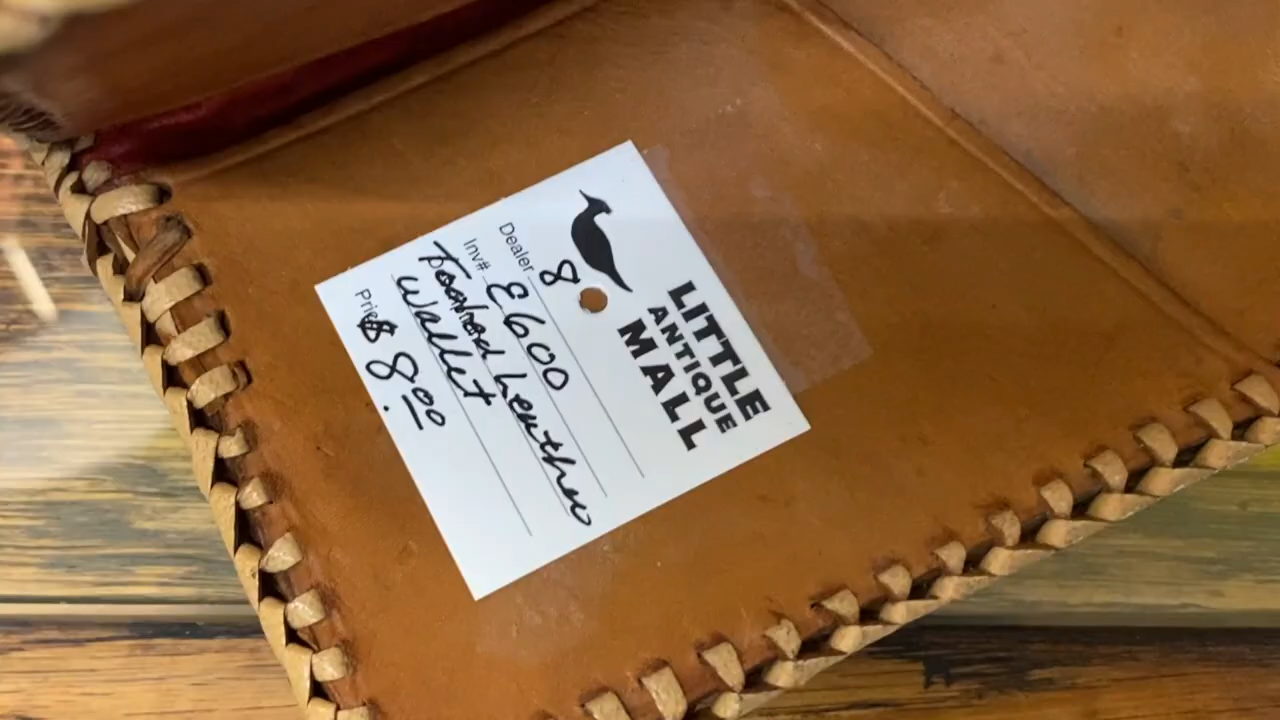 LITTLE
ANTIQUE
MALL
Dealer 8
Inv# E600
Tooled Leather
Wallet
Price $8.00